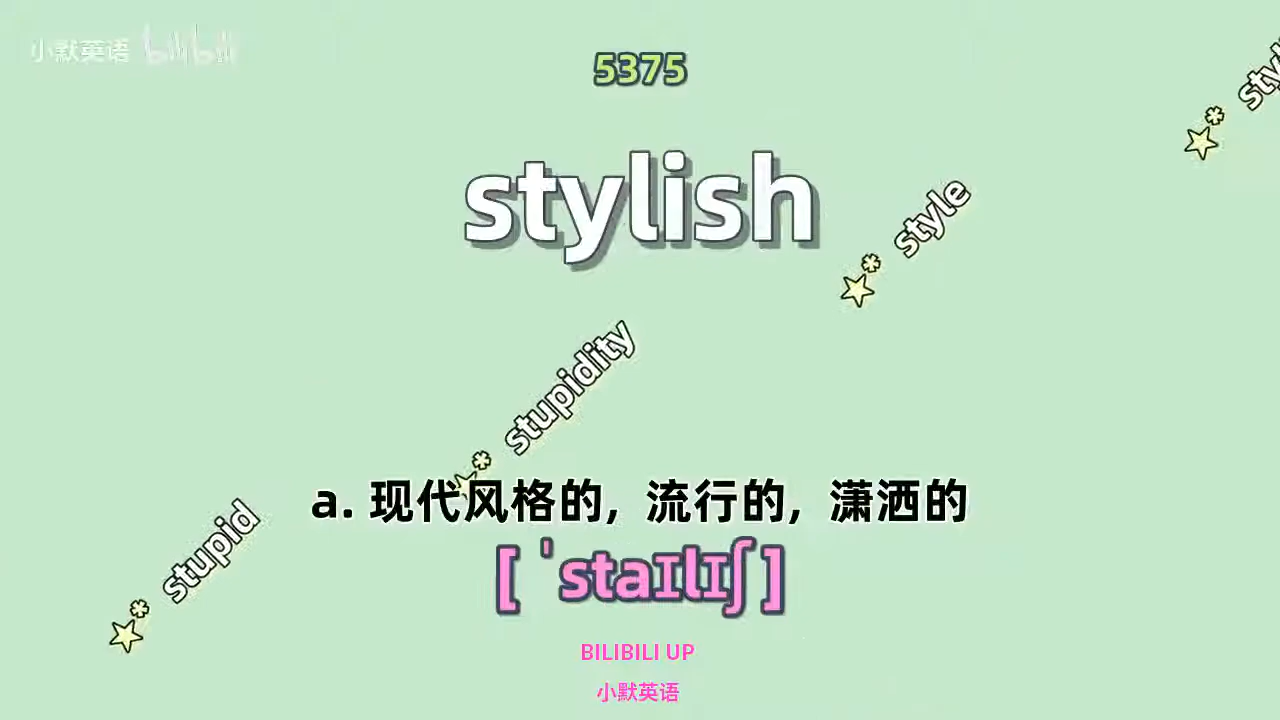 小默英语 bilibili
5375
stylish
style
stupidity
stupid
a. 现代风格的, 流行的, 潇洒的
[ ˈstaɪlɪʃ ]
BILIBILI UP
小默英语